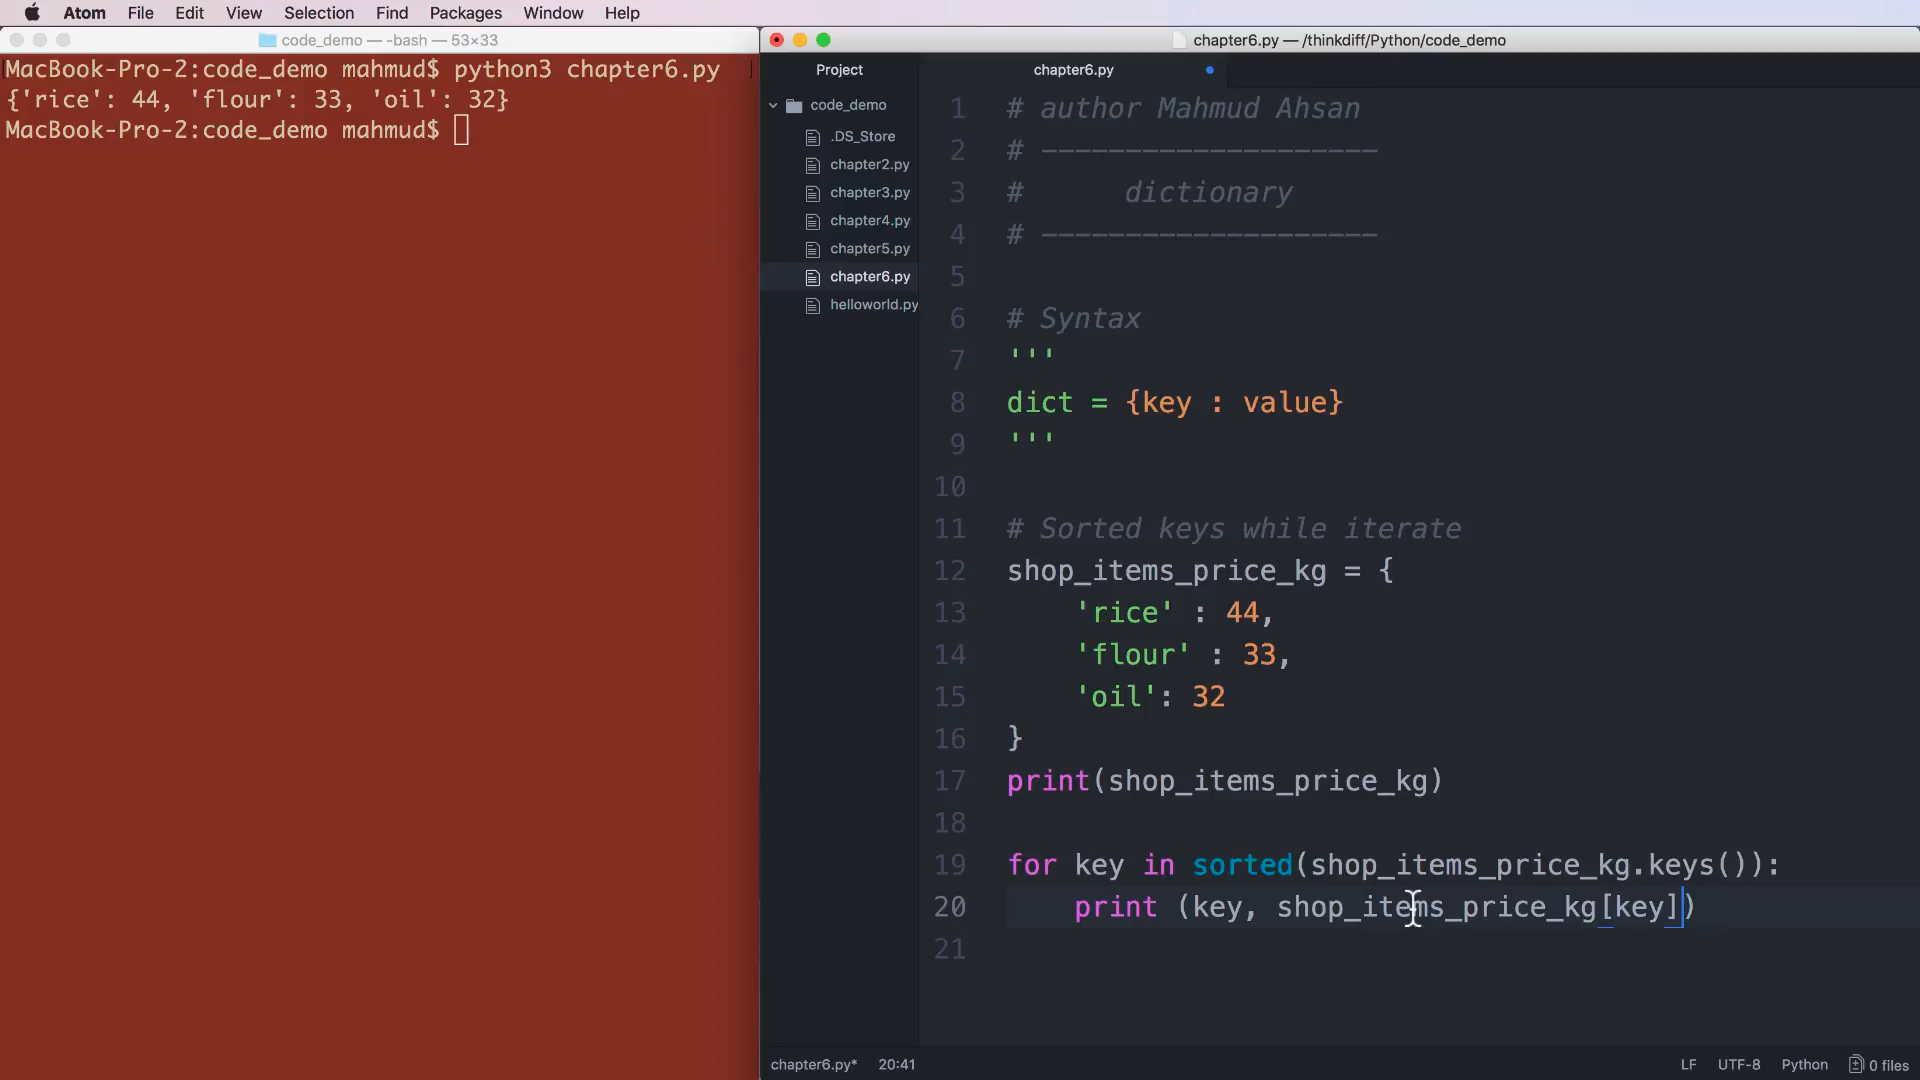 Atom File Edit View Selection Find Packages Window Help
code_demo — -bash — 53×33
MacBook-Pro-2:code_demo mahmud$ python3 chapter6.py
{'rice': 44, 'flour': 33, 'oil': 32}
MacBook-Pro-2:code_demo mahmud$
chapter6.py — /thinkdiff/Python/code_demo
Project
code_demo
.DS_Store
chapter2.py
chapter3.py
chapter4.py
chapter5.py
chapter6.py
helloworld.py
chapter6.py
1 # author Mahmud Ahsan
2 # --------------------
3 #      dictionary
4 # --------------------
5
6 # Syntax
7 '''
8 dict = {key : value}
9 '''
10
11 # Sorted keys while iterate
12 shop_items_price_kg = {
13     'rice' : 44,
14     'flour' : 33,
15     'oil': 32
16 }
17 print(shop_items_price_kg)
18
19 for key in sorted(shop_items_price_kg.keys()):
20     print (key, shop_items_price_kg[key])
21
chapter6.py* 20:41 LF UTF-8 Python 0 files